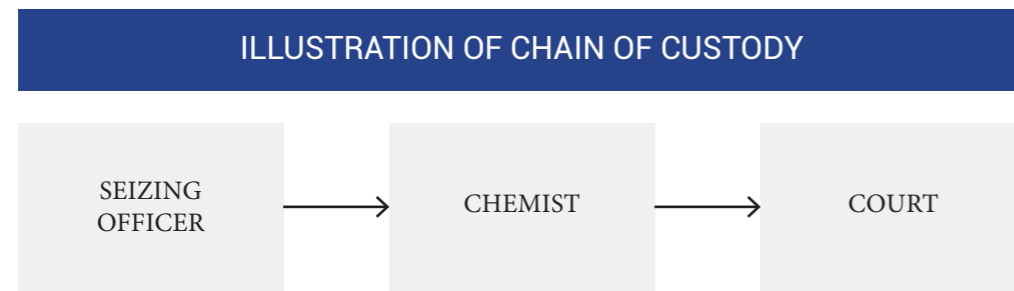 ILLUSTRATION OF CHAIN OF CUSTODY
SEIZING
OFFICER
CHEMIST
COURT